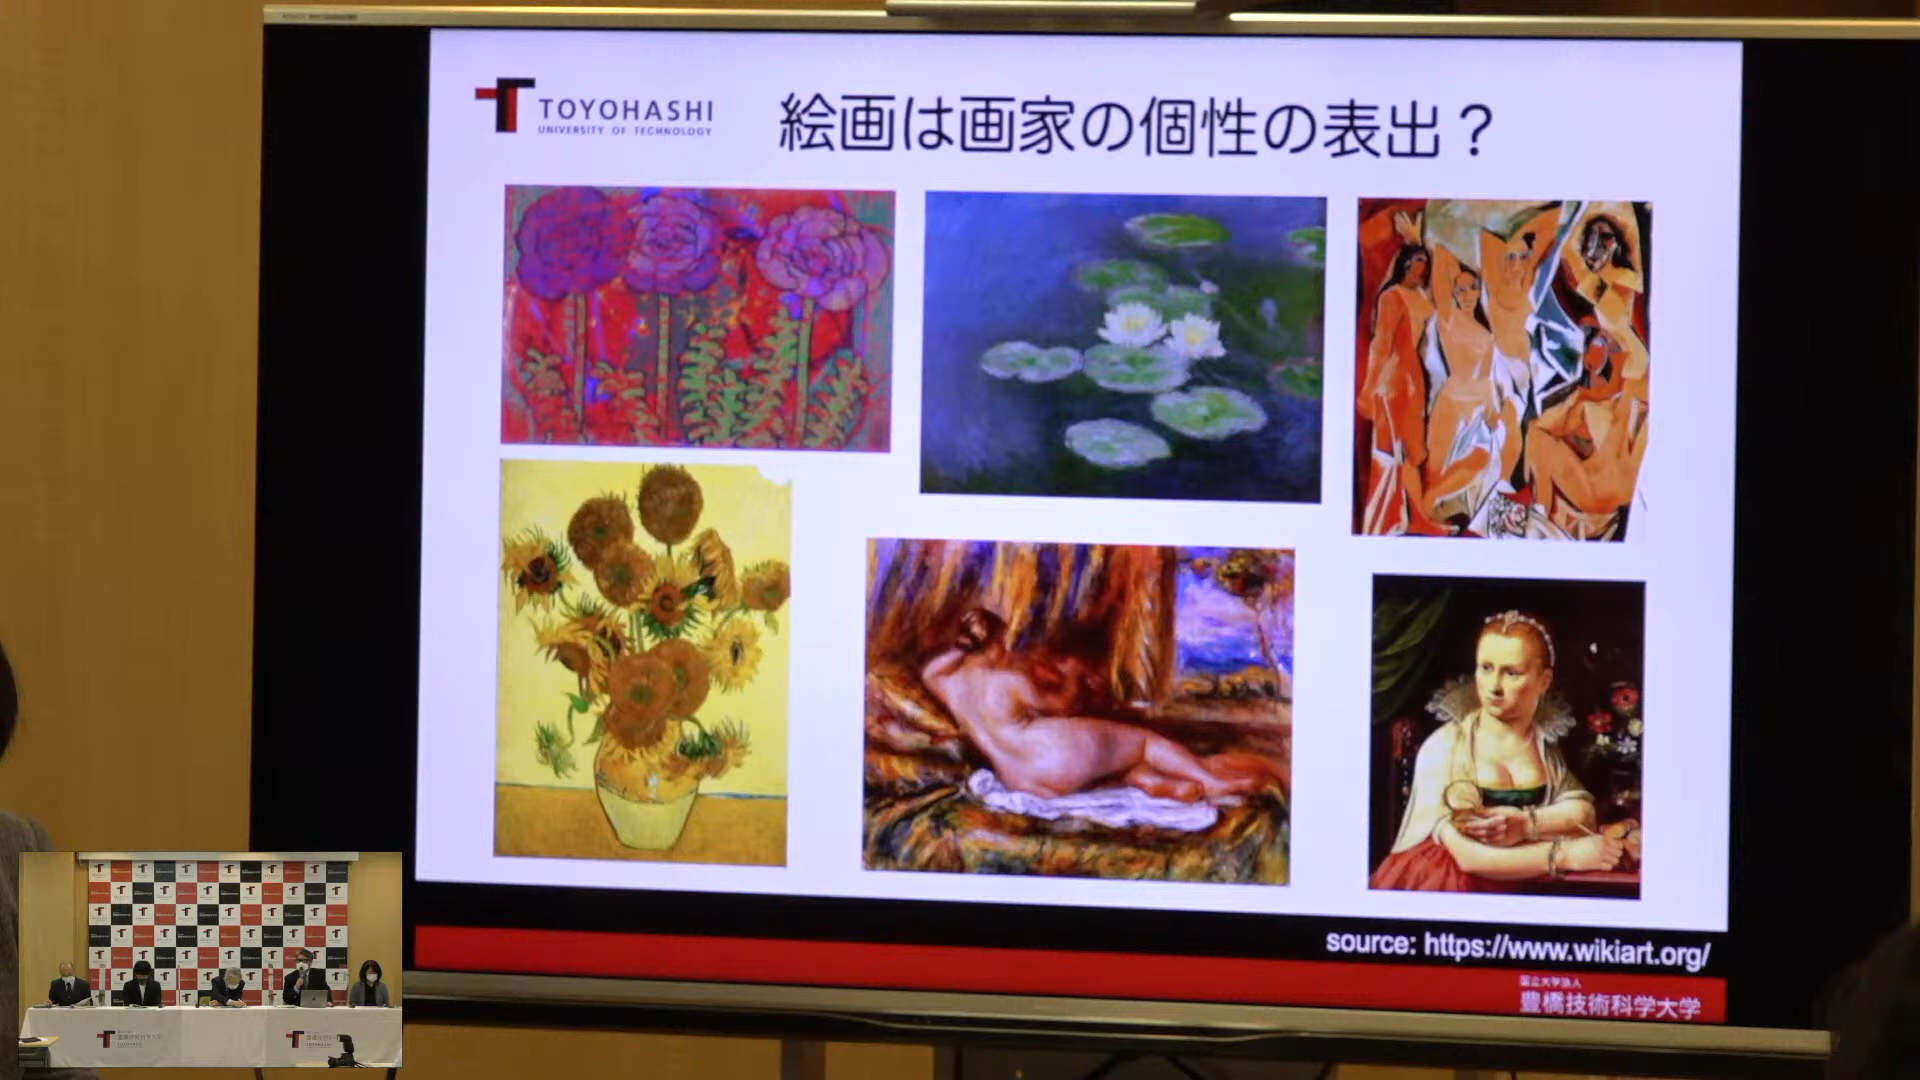 TOYOHASHI
UNIVERSITY OF TECHNOLOGY
絵画は画家の個性の表出？
source: https://www.wikiart.org/
国立大学法人
豊橋技術科学大学